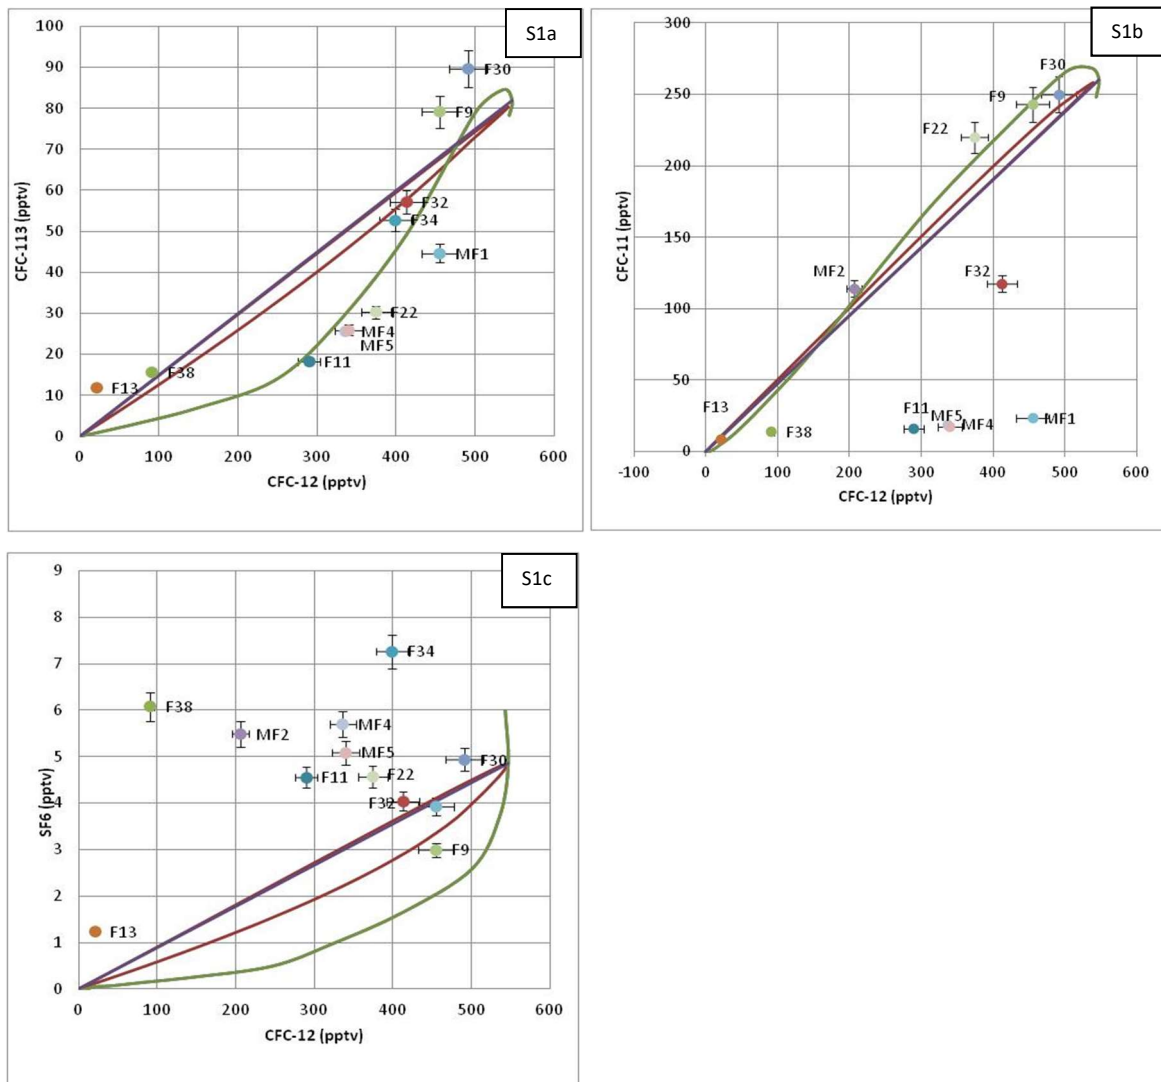 S1a
100
90
80
70
60
50
40
30
20
10
0
CFC-113 (pptv)
F30
F9
F32
F34
MF1
F22
MF4
MF5
F11
F38
F13
0 100 200 300 400 500 600
CFC-12 (pptv)
S1b
300
250
200
150
100
50
0
CFC-11 (pptv)
F30
F9
F22
MF2
F32
F13
F38
F11
MF5
MF4
MF1
-100 0 100 200 300 400 500 600
CFC-12 (pptv)
S1c
9
8
7
6
5
4
3
2
1
0
SF6 (pptv)
F34
F38
MF2
MF4
MF5
F11
F22
F30
F32
F9
F13
0 100 200 300 400 500 600
CFC-12 (pptv)